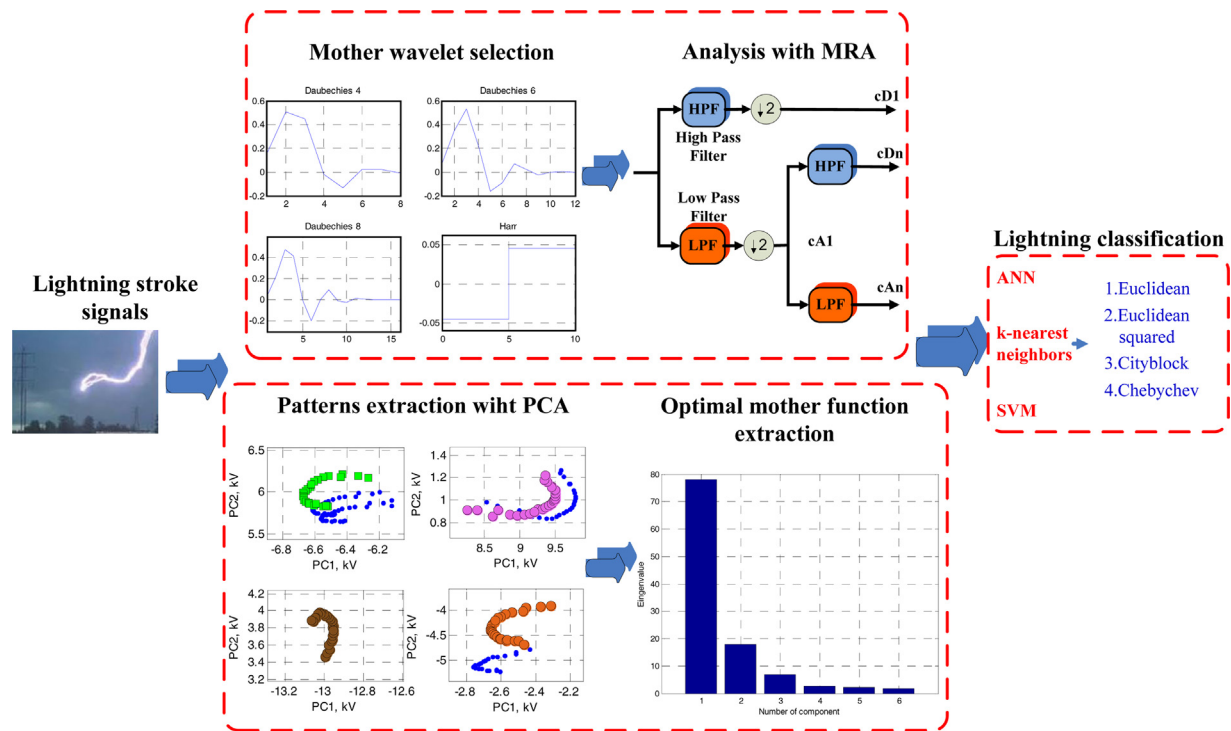 Mother wavelet selection
Analysis with MRA
Daubechies 4
0.6
0.4
0.2
0
-0.2
2
4
6
8
Daubechies 6
0.6
0.4
0.2
0
-0.2
2
4
6
8
10
12
Daubechies 8
0.4
0.2
0
-0.2
5
10
15
Harr
0.05
0
-0.05
0
5
10
HPF
↓2
cD1
High Pass
Filter
HPF
cDn
Low Pass
Filter
LPF
↓2
cA1
LPF
cAn
Lightning stroke
signals
Lightning classification
ANN
k-nearest
neighbors
SVM
1.Euclidean
2.Euclidean
squared
3.Cityblock
4.Chebychev
Patterns extraction wiht PCA
Optimal mother function
extraction
PC2, kV
6.5
6
5.5
-6.8
-6.6
-6.4
-6.2
PC1, kV
PC2, kV
1.4
1.2
1
0.8
8.5
9
9.5
PC1, kV
PC2, kV
4.2
4
3.8
3.6
3.4
3.2
-13.2
-13
-12.8
-12.6
PC1, kV
PC2, kV
-4
-4.5
-5
-2.8
-2.6
-2.4
-2.2
PC1, kV
Eingenvalue
80
70
60
50
40
30
20
10
0
1
2
3
4
5
6
Number of component